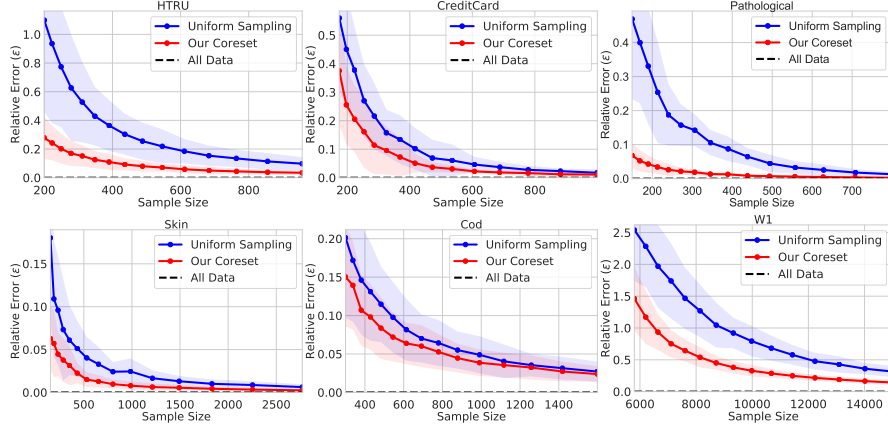 HTRU
Relative Error (ε)
1.0
0.8
0.6
0.4
0.2
0.0
200
400
600
800
Sample Size
Uniform Sampling
Our Coreset
All Data
CreditCard
Relative Error (ε)
0.5
0.4
0.3
0.2
0.1
0.0
200
400
600
800
Sample Size
Uniform Sampling
Our Coreset
All Data
Pathological
Relative Error (ε)
0.4
0.3
0.2
0.1
0.0
200
300
400
500
600
700
Sample Size
Uniform Sampling
Our Coreset
All Data
Skin
Relative Error (ε)
0.15
0.10
0.05
0.00
500
1000
1500
2000
2500
Sample Size
Uniform Sampling
Our Coreset
All Data
Cod
Relative Error (ε)
0.20
0.15
0.10
0.05
0.00
400
600
800
1000
1200
1400
Sample Size
Uniform Sampling
Our Coreset
All Data
W1
Relative Error (ε)
2.5
2.0
1.5
1.0
0.5
0.0
6000
8000
10000
12000
14000
Sample Size
Uniform Sampling
Our Coreset
All Data